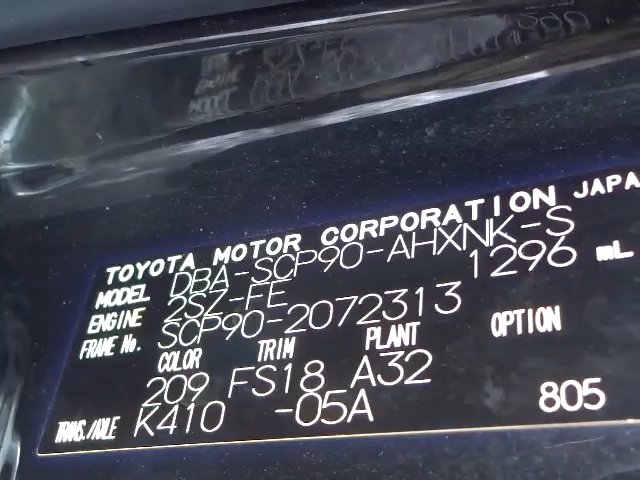 TOYOTA MOTOR CORPORATION JAPA
MODEL DBA-SCP90-AHXNK-S
ENGINE 2SZ-FE 1296 mL
FRAME No. SCP90-2072313
COLOR TRIM PLANT OPTION
209 FS18 A32
TRANS./AXLE K410 -05A 805